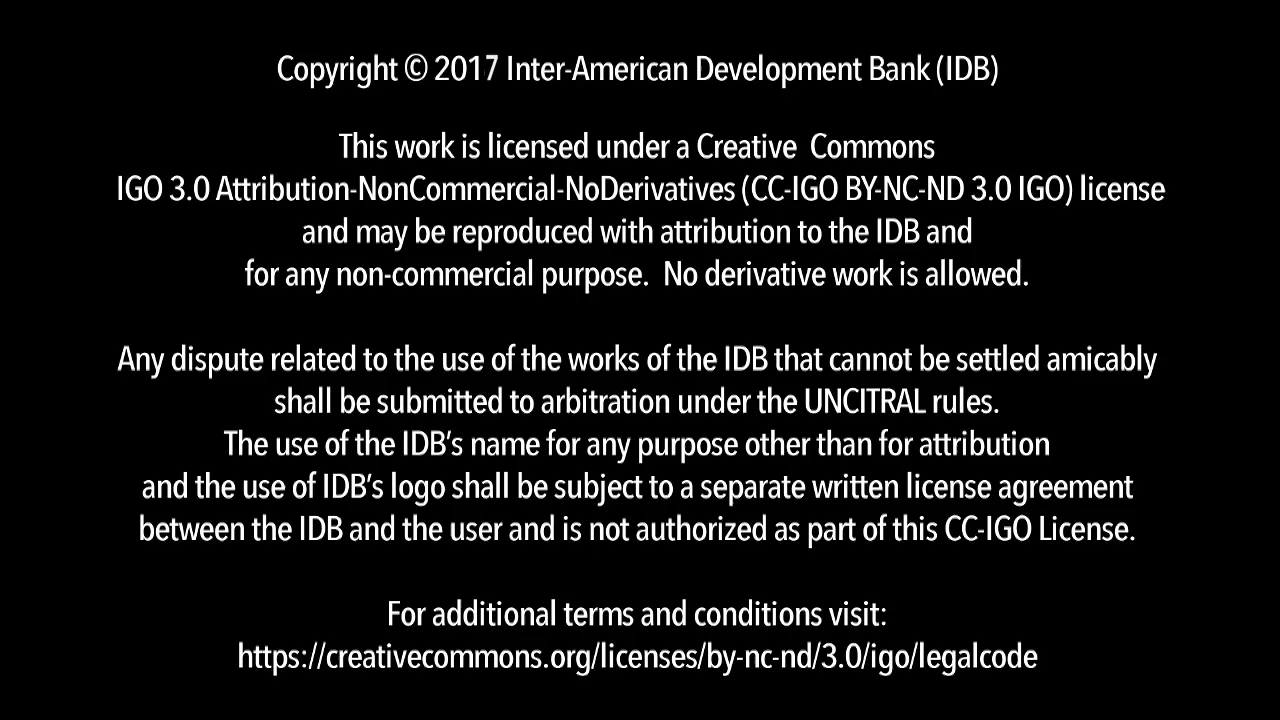 Copyright © 2017 Inter-American Development Bank (IDB)
This work is licensed under a Creative  Commons
IGO 3.0 Attribution-NonCommercial-NoDerivatives (CC-IGO BY-NC-ND 3.0 IGO) license
and may be reproduced with attribution to the IDB and
for any non-commercial purpose.  No derivative work is allowed.
Any dispute related to the use of the works of the IDB that cannot be settled amicably
shall be submitted to arbitration under the UNCITRAL rules.
The use of the IDB’s name for any purpose other than for attribution
and the use of IDB’s logo shall be subject to a separate written license agreement
between the IDB and the user and is not authorized as part of this CC-IGO License.
For additional terms and conditions visit:
https://creativecommons.org/licenses/by-nc-nd/3.0/igo/legalcode